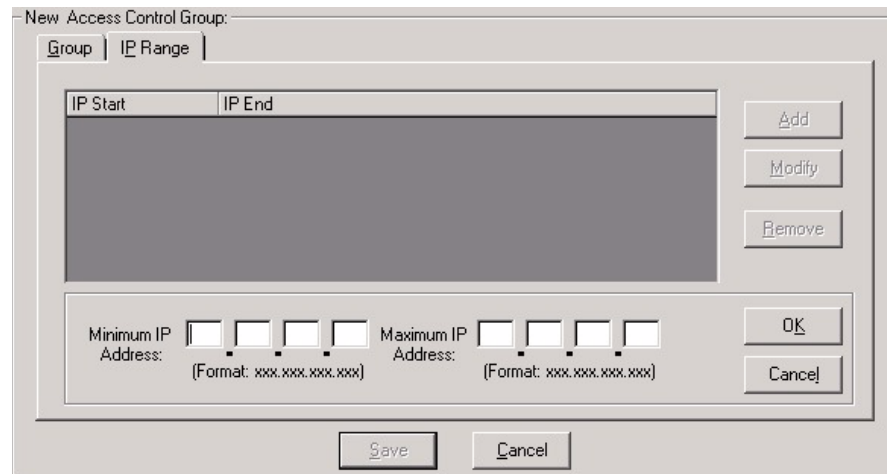 New Access Control Group:
Group IP Range
IP Start IP End
Add
Modify
Remove
Minimum IP Address:
(Format: xxx.xxx.xxx.xxx)
Maximum IP Address:
(Format: xxx.xxx.xxx.xxx)
OK
Cancel
Save Cancel